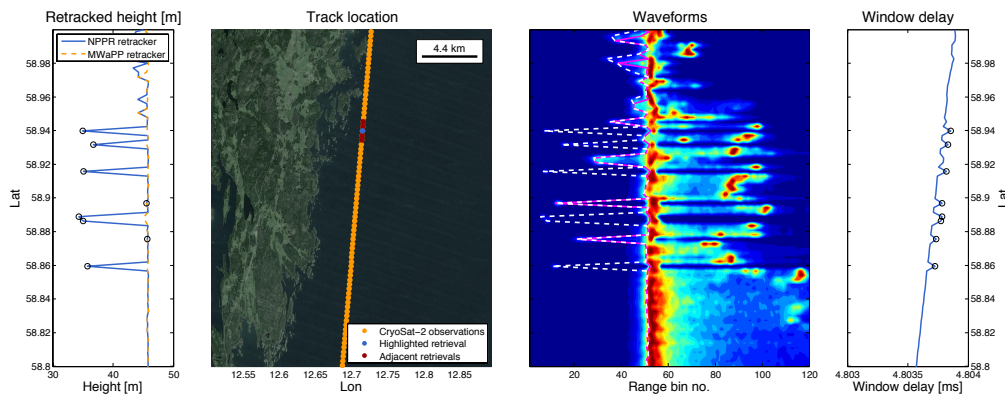 Retracked height [m]
Track location
Waveforms
Window delay
NPPR retracker
MWaPP retracker
4.4 km
58.98
58.96
58.94
58.92
58.9
58.88
58.86
58.84
58.82
58.8
Lat
30 40 50
Height [m]
CryoSat-2 observations
Highlighted retrieval
Adjacent retrievals
12.55 12.6 12.65 12.7 12.75 12.8 12.85
Lon
20 40 60 80 100 120
Range bin no.
58.98
58.96
58.94
58.92
58.9
58.88
58.86
58.84
58.82
58.8
Lat
4.803 4.8035 4.804
Window delay [ms]